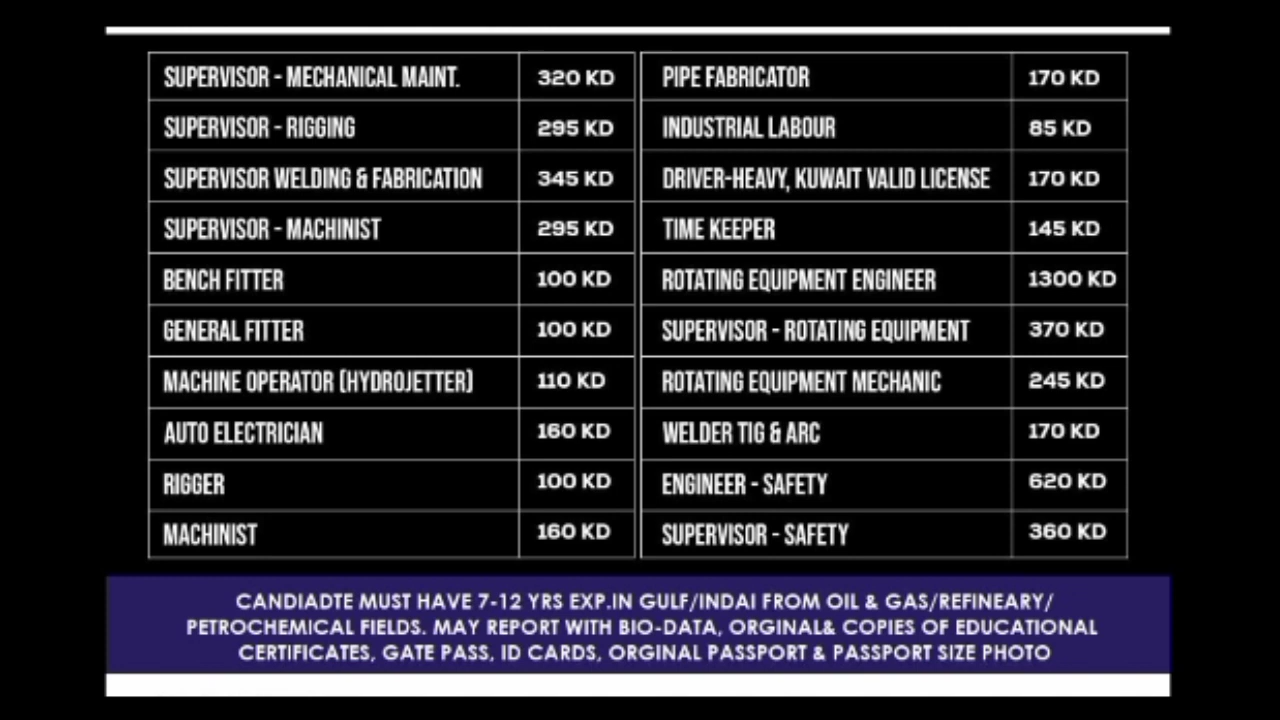 SUPERVISOR - MECHANICAL MAINT. 320 KD
SUPERVISOR - RIGGING 295 KD
SUPERVISOR WELDING & FABRICATION 345 KD
SUPERVISOR - MACHINIST 295 KD
BENCH FITTER 100 KD
GENERAL FITTER 100 KD
MACHINE OPERATOR (HYDROJETTER) 110 KD
AUTO ELECTRICIAN 160 KD
RIGGER 100 KD
MACHINIST 160 KD
PIPE FABRICATOR 170 KD
INDUSTRIAL LABOUR 85 KD
DRIVER-HEAVY, KUWAIT VALID LICENSE 170 KD
TIME KEEPER 145 KD
ROTATING EQUIPMENT ENGINEER 1300 KD
SUPERVISOR - ROTATING EQUIPMENT 370 KD
ROTATING EQUIPMENT MECHANIC 245 KD
WELDER TIG & ARC 170 KD
ENGINEER - SAFETY 620 KD
SUPERVISOR - SAFETY 360 KD
CANDIADTE MUST HAVE 7-12 YRS EXP.IN GULF/INDAI FROM OIL & GAS/REFINEARY/
PETROCHEMICAL FIELDS. MAY REPORT WITH BIO-DATA, ORGINAL& COPIES OF EDUCATIONAL
CERTIFICATES, GATE PASS, ID CARDS, ORGINAL PASSPORT & PASSPORT SIZE PHOTO